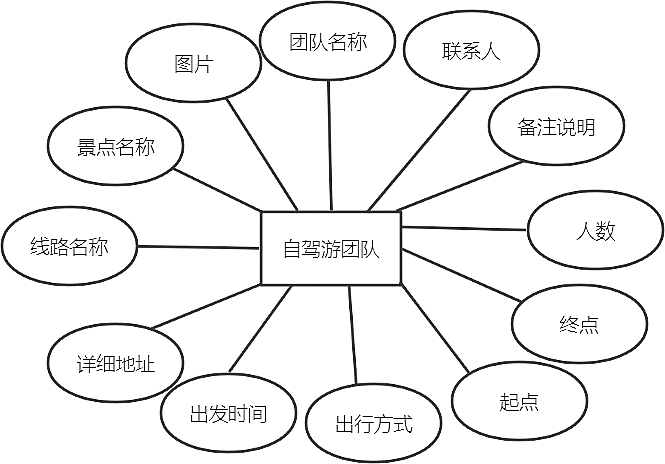 团队名称
联系人
图片
备注说明
景点名称
人数
线路名称
自驾游团队
终点
详细地址
起点
出发时间
出行方式